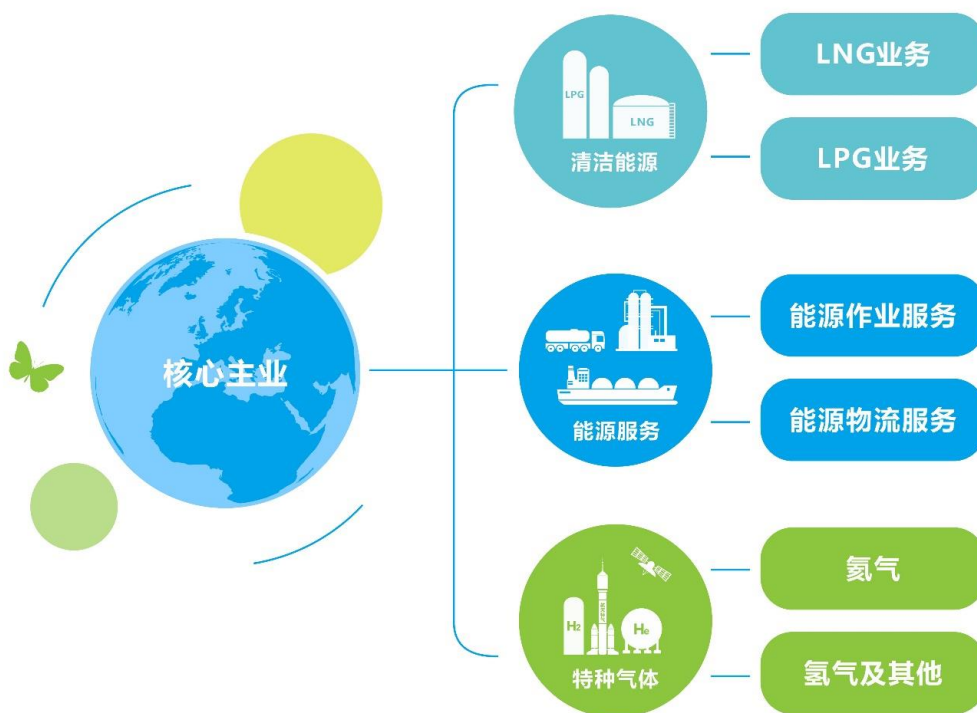 LNG业务
LPG
LNG
清洁能源
LPG业务
能源作业服务
核心主业
能源服务
能源物流服务
氦气
H₂
He
特种气体
氢气及其他